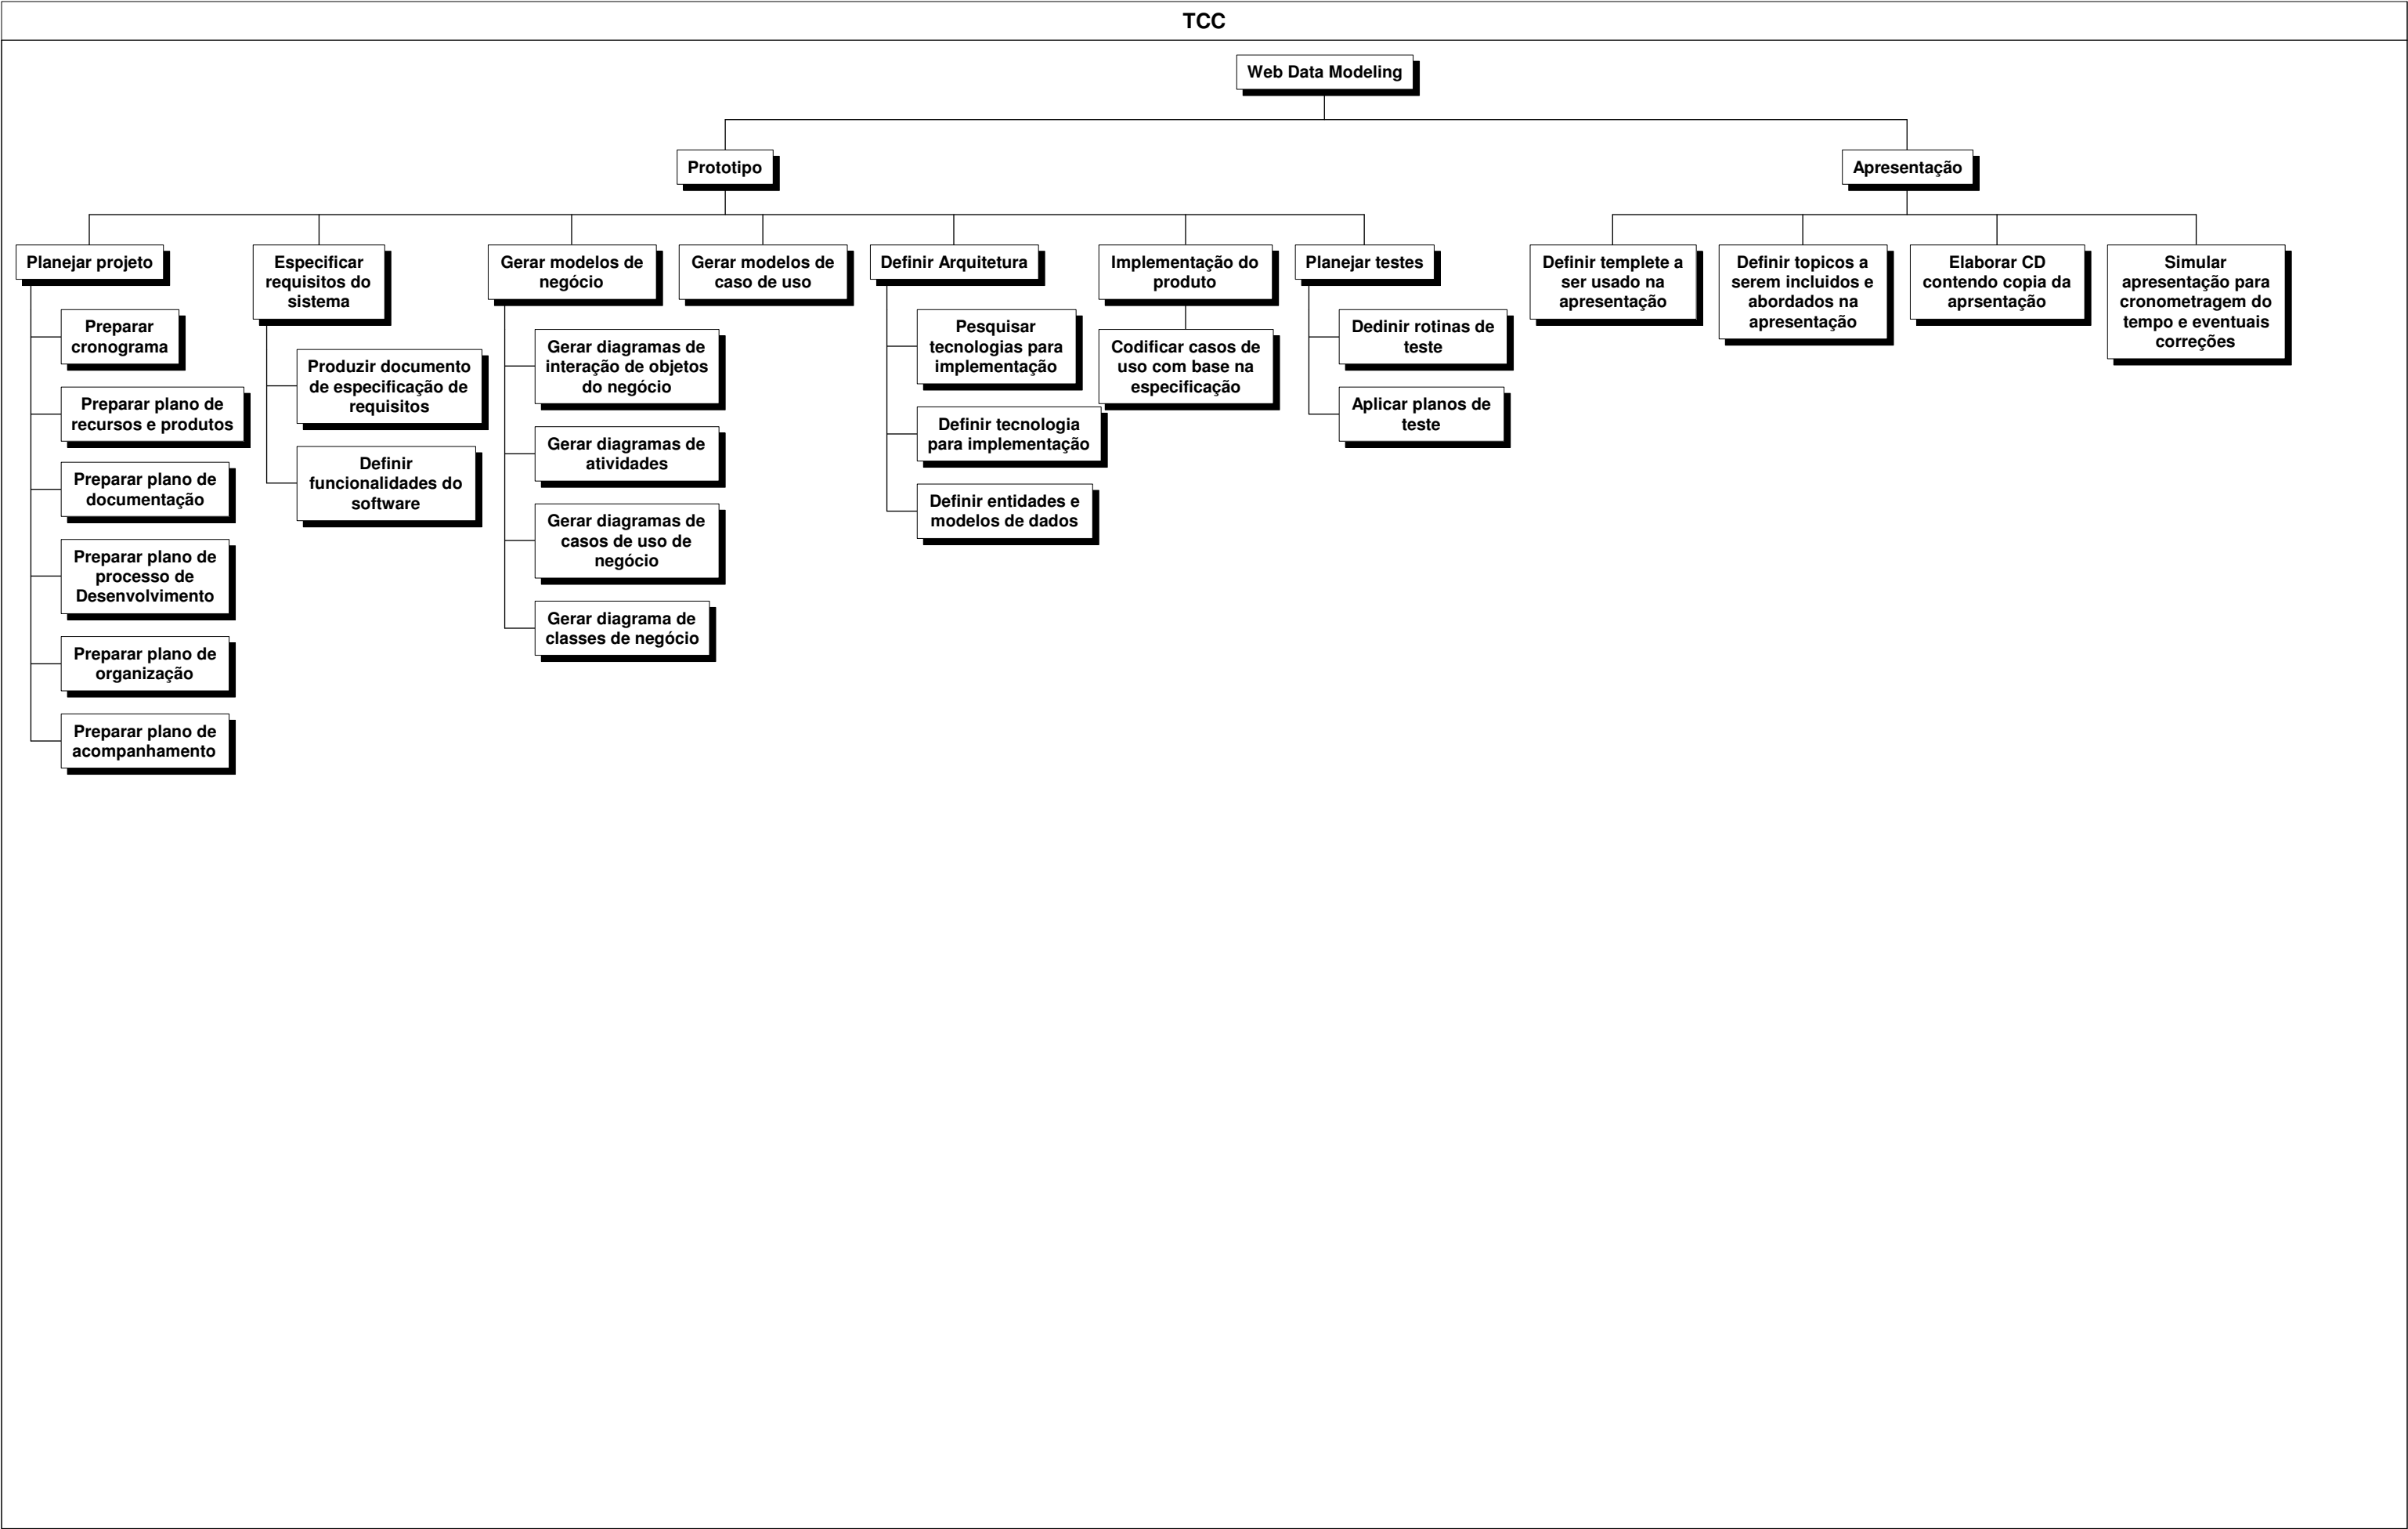 TCC
Web Data Modeling
Prototipo
Apresentação
Planejar projeto
Preparar
cronograma
Preparar plano de
recursos e produtos
Preparar plano de
documentação
Preparar plano de
processo de
Desenvolvimento
Preparar plano de
organização
Preparar plano de
acompanhamento
Especificar
requisitos do
sistema
Produzir documento
de especificação de
requisitos
Definir
funcionalidades do
software
Gerar modelos de
negócio
Gerar diagramas de
interação de objetos
do negócio
Gerar diagramas de
atividades
Gerar diagramas de
casos de uso de
negócio
Gerar diagrama de
classes de negócio
Gerar modelos de
caso de uso
Definir Arquitetura
Pesquisar
tecnologias para
implementação
Definir tecnologia
para implementação
Definir entidades e
modelos de dados
Implementação do
produto
Codificar casos de
uso com base na
especificação
Planejar testes
Dedinir rotinas de
teste
Aplicar planos de
teste
Definir templete a
ser usado na
apresentação
Definir topicos a
serem incluidos e
abordados na
apresentação
Elaborar CD
contendo copia da
aprsentação
Simular
apresentação para
cronometragem do
tempo e eventuais
correções